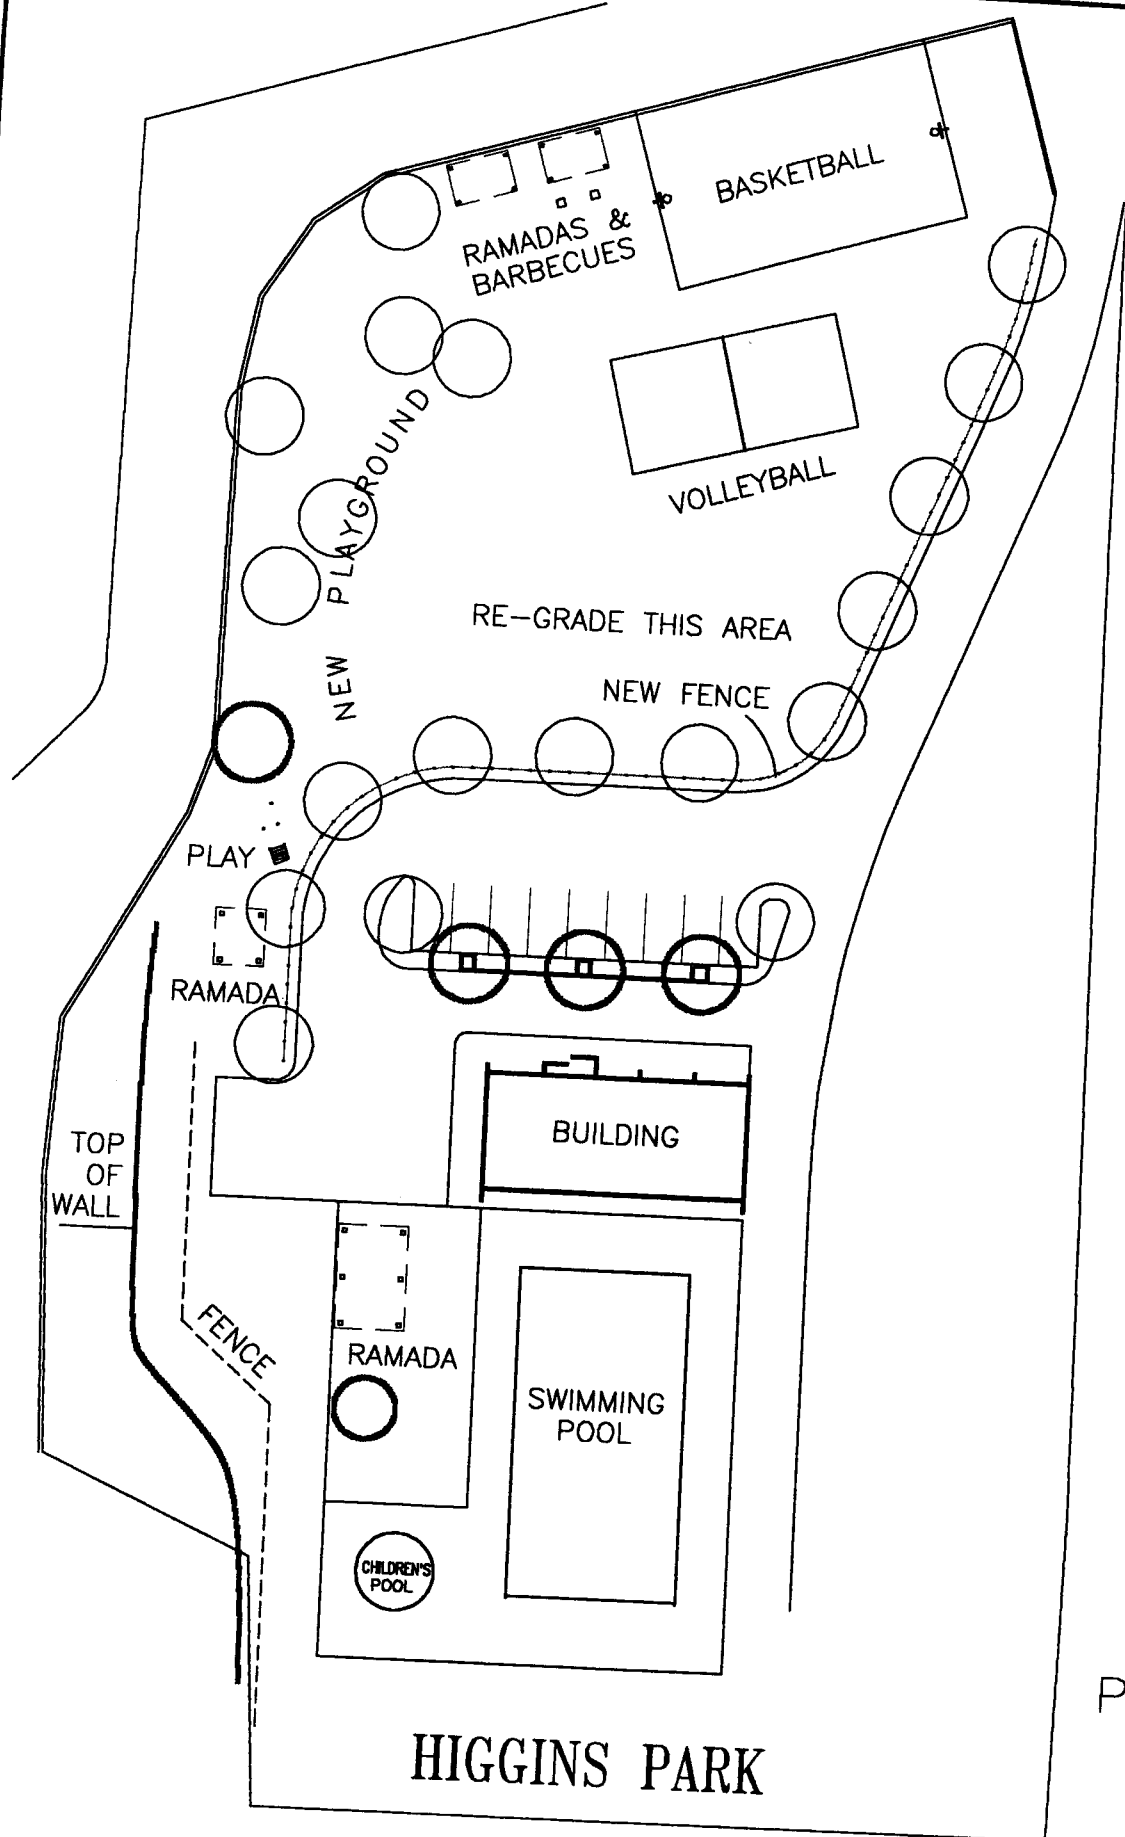 BASKETBALL
RAMADAS &
BARBECUES
NEW PLAYGROUND
VOLLEYBALL
RE-GRADE THIS AREA
NEW FENCE
PLAY
RAMADA
TOP
OF
WALL
BUILDING
FENCE
RAMADA
SWIMMING
POOL
CHILDREN'S
POOL
P
HIGGINS PARK